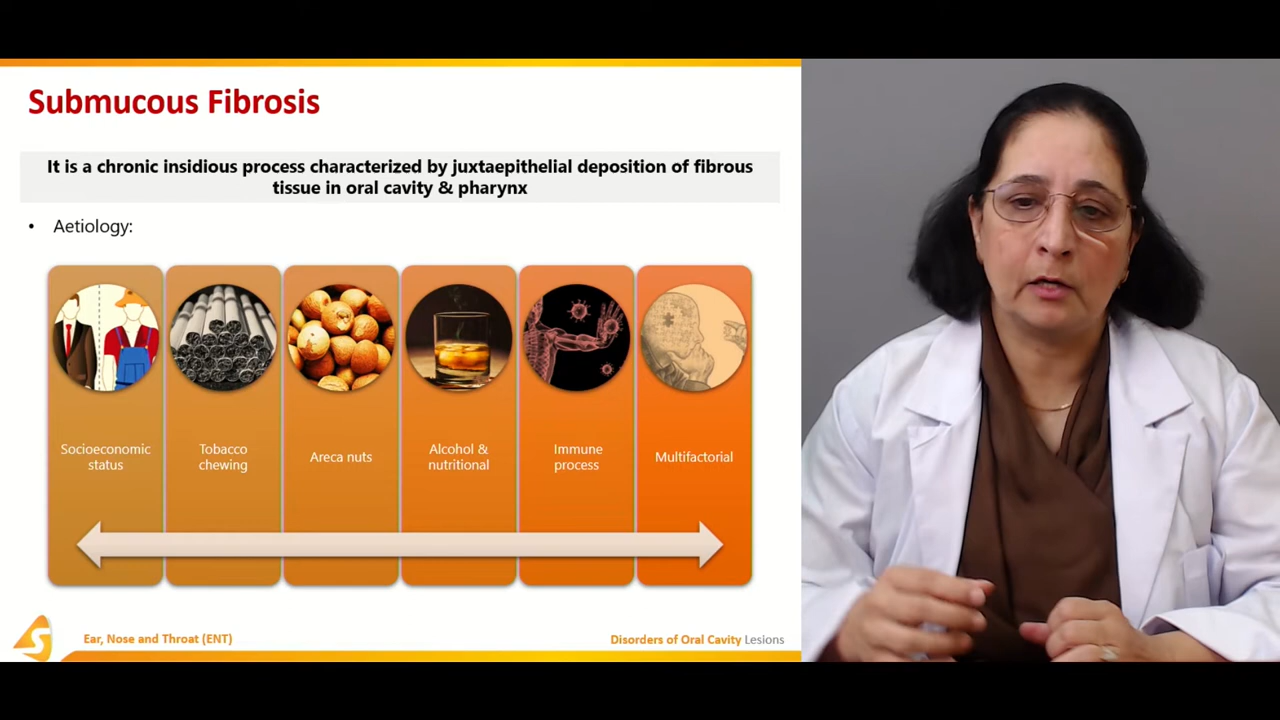 Submucous Fibrosis
It is a chronic insidious process characterized by juxtaepithelial deposition of fibrous
tissue in oral cavity & pharynx
• Aetiology:
Socioeconomic
status
Tobacco
chewing
Areca nuts
Alcohol &
nutritional
Immune
process
Multifactorial
Ear, Nose and Throat (ENT)
Disorders of Oral Cavity Lesions